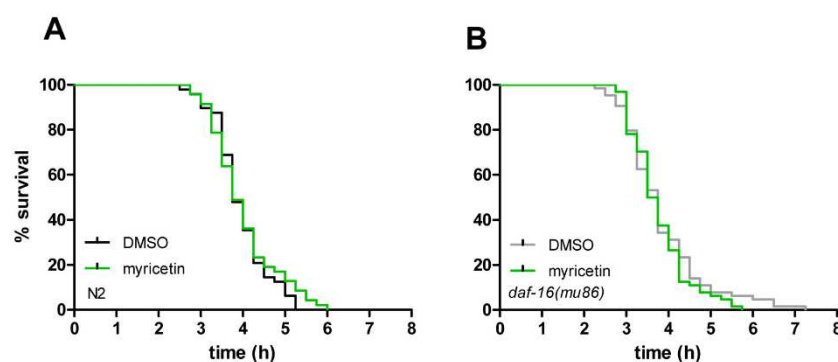 A
% survival
100
80
60
40
20
0
DMSO
myricetin
N2
0 1 2 3 4 5 6 7 8
time (h)
B
100
80
60
40
20
0
DMSO
myricetin
daf-16(mu86)
0 1 2 3 4 5 6 7 8
time (h)